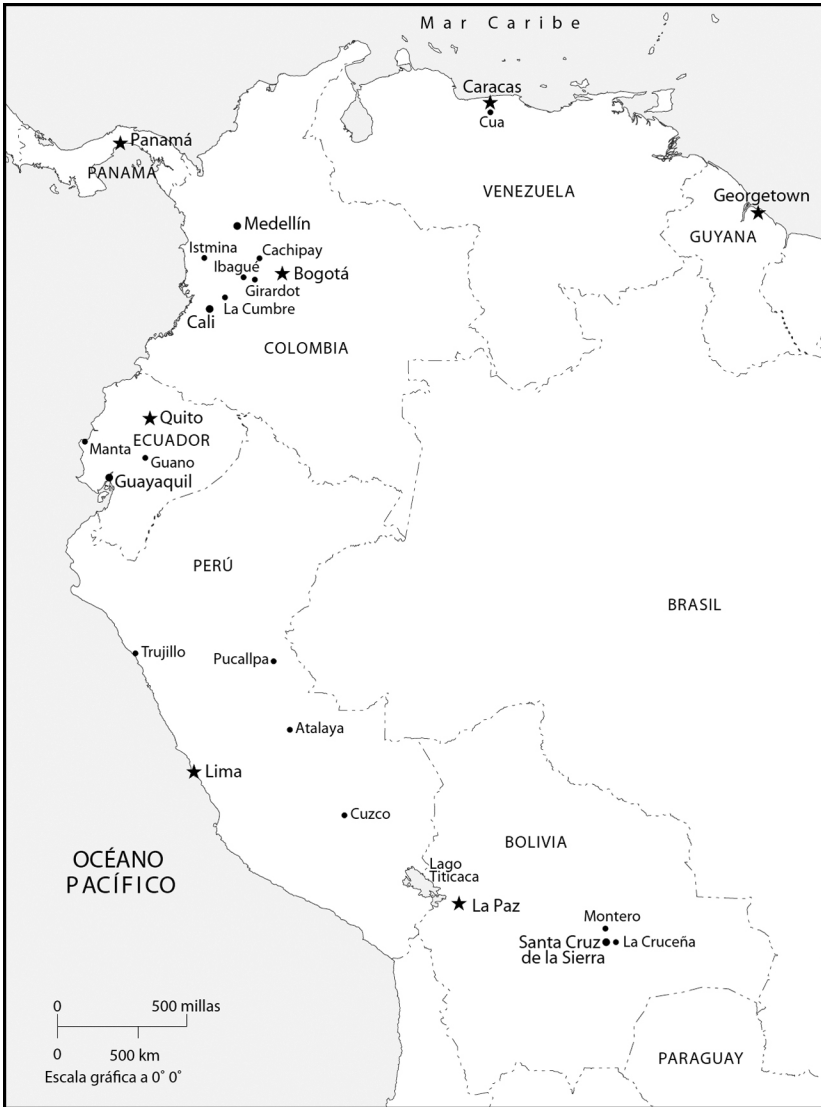 Mar Caribe
Caracas
Cua
Panamá
PANAMÁ
VENEZUELA
Georgetown
GUYANA
Medellín
Istmina
Cachipay
Ibagué
Bogotá
Girardot
La Cumbre
Cali
COLOMBIA
Quito
ECUADOR
Manta
Guano
Guayaquil
PERÚ
BRASIL
Trujillo
Pucallpa
Atalaya
Lima
Cuzco
BOLIVIA
OCÉANO
PACÍFICO
Lago
Titicaca
La Paz
Montero
Santa Cruz
de la Sierra
La Cruceña
0 500 millas
0 500 km
Escala gráfica a 0° 0°
PARAGUAY